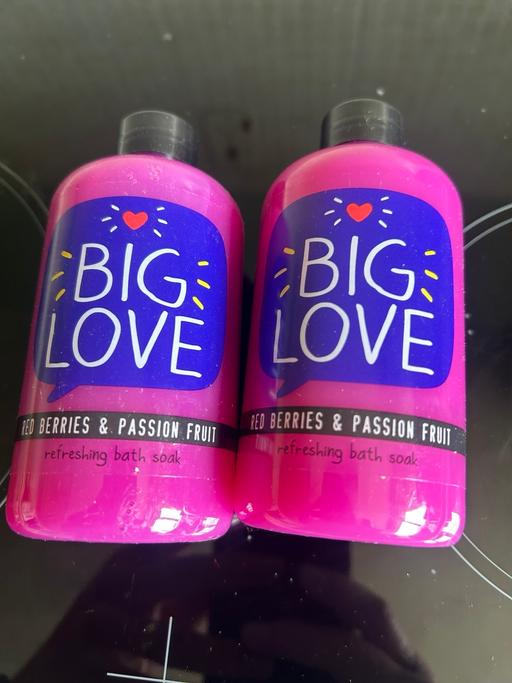 BIG
LOVE
RED BERRIES & PASSION FRUIT
refreshing bath soak
BIG
LOVE
RED BERRIES & PASSION FRUIT
refreshing bath soak